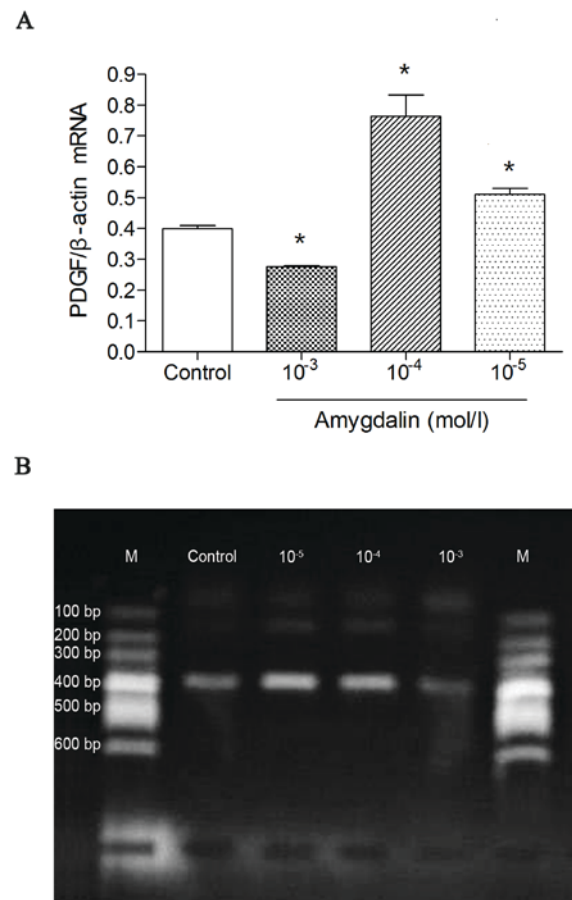 A
PDGF/β-actin mRNA
0.9
0.8
0.7
0.6
0.5
0.4
0.3
0.2
0.1
0.0
*
*
*
Control 10⁻³ 10⁻⁴ 10⁻⁵
Amygdalin (mol/l)
B
M Control 10⁻⁵ 10⁻⁴ 10⁻³ M
100 bp
200 bp
300 bp
400 bp
500 bp
600 bp